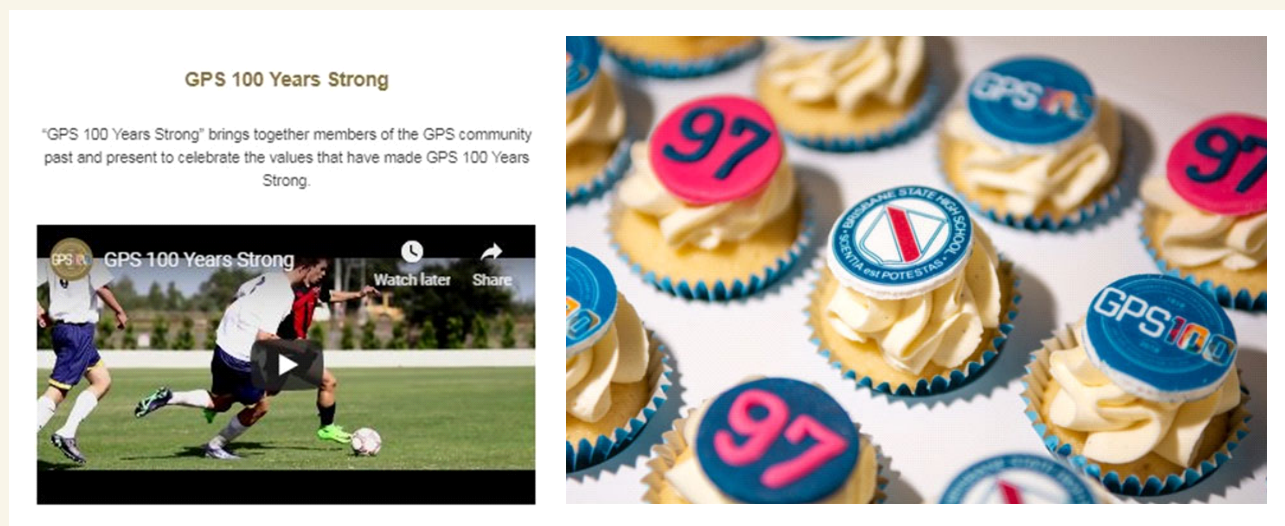 GPS 100 Years Strong
“GPS 100 Years Strong” brings together members of the GPS community
past and present to celebrate the values that have made GPS 100 Years
Strong.
GPS 100
GPS 100 Years Strong
Watch later
Share
97
GPS100
97
BRISBANE STATE HIGH SCHOOL
SCIENTIA est POTESTAS
GPS100
97